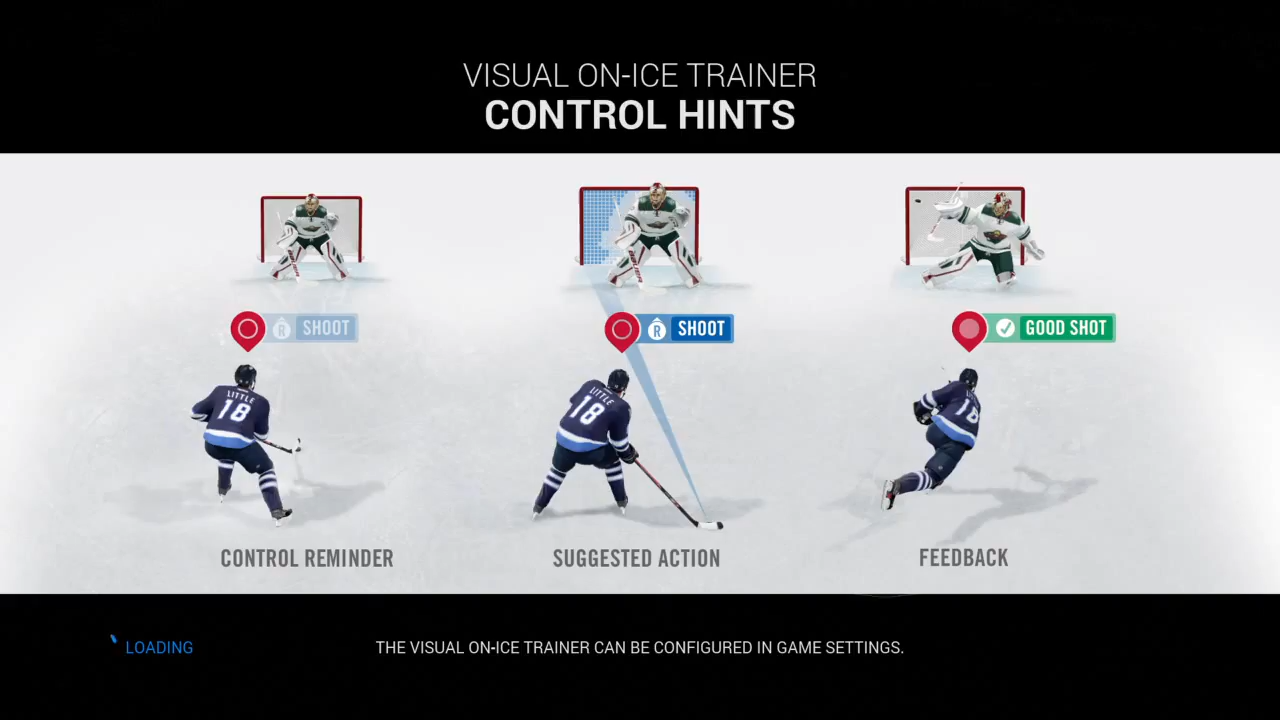 VISUAL ON-ICE TRAINER
CONTROL HINTS
R SHOOT
R SHOOT
GOOD SHOT
LITTLE
18
LITTLE
18
18
CONTROL REMINDER
SUGGESTED ACTION
FEEDBACK
LOADING
THE VISUAL ON-ICE TRAINER CAN BE CONFIGURED IN GAME SETTINGS.